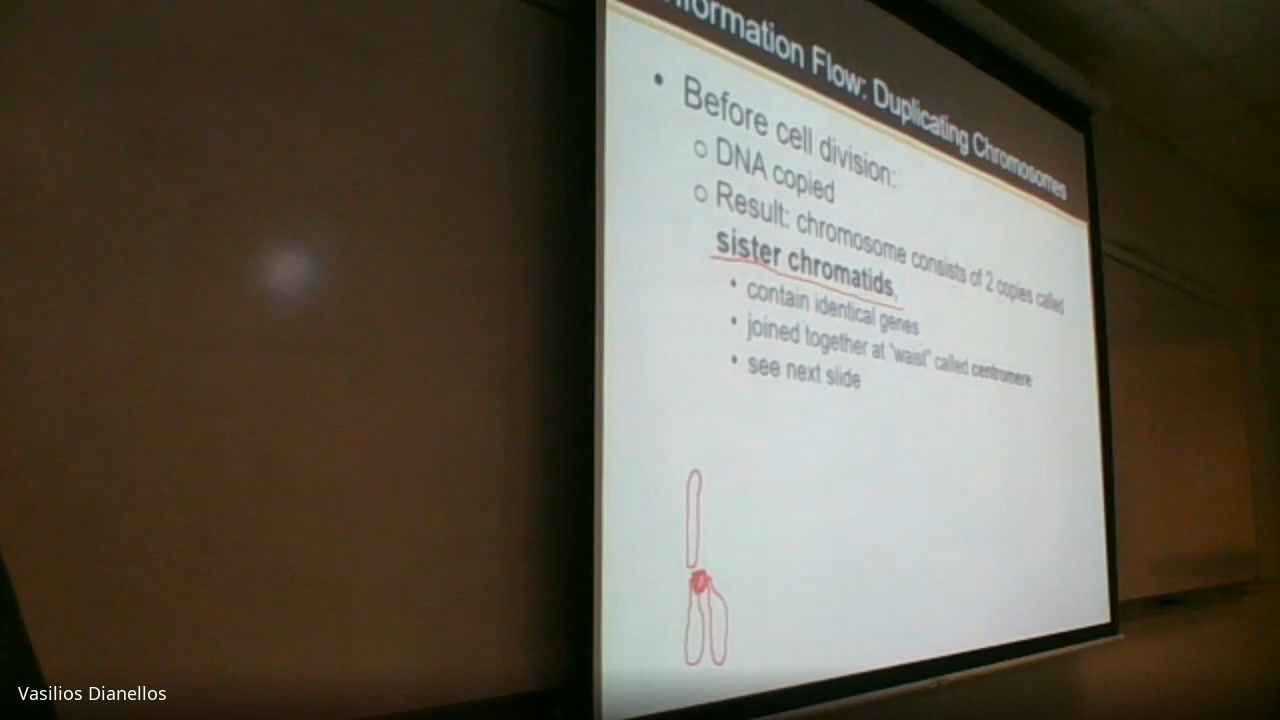 nformation Flow: Duplicating Chromosomes
• Before cell division:
o DNA copied
o Result: chromosome consists of 2 copies called
sister chromatids,
• contain identical genes
• joined together at "waist" called centromere
• see next slide
Vasilios Dianellos